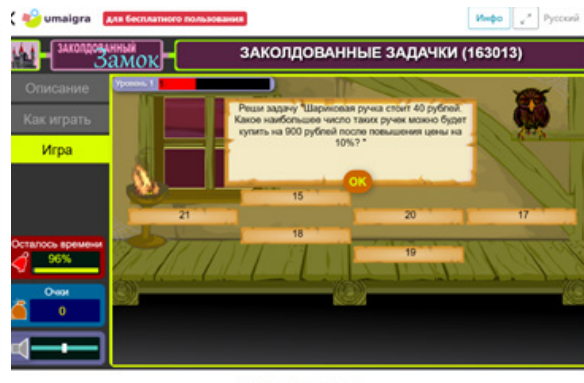 umaigra
для бесплатного пользования
Инфо
Русский
ЗАКОЛДОВАННЫЙ
Замок
ЗАКОЛДОВАННЫЕ ЗАДАЧКИ (163013)
Описание
Как играть
Игра
Уровень 1
Реши задачу "Шариковая ручка стоит 40 рублей.
Какое наибольшее число таких ручек можно будет
купить на 900 рублей после повышения цены на
10%? "
OK
15
21
20
17
18
19
Осталось времени
96%
Очки
0